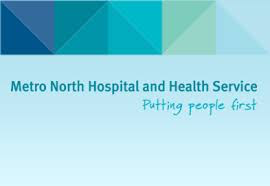 Metro North Hospital and Health Service
Putting people first